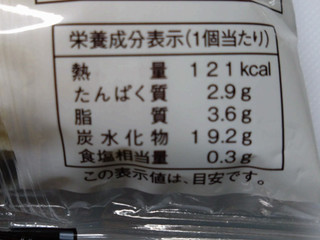 栄養成分表示(1個当たり)
熱量 121kcal
たんぱく質 2.9g
脂質 3.6g
炭水化物 19.2g
食塩相当量 0.3g
この表示値は、目安です。